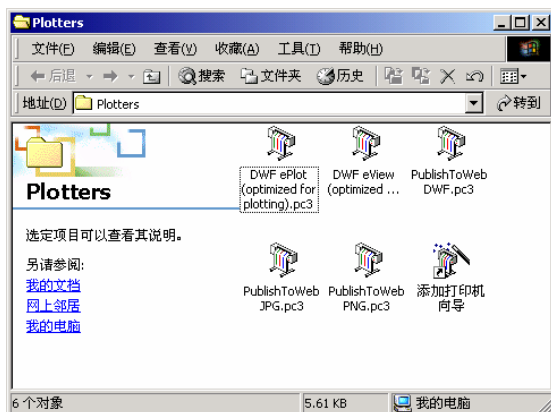 Plotters
文件(F) 编辑(E) 查看(V) 收藏(A) 工具(T) 帮助(H)
后退 搜索 文件夹 历史
地址(D) Plotters 转到
Plotters
选定项目可以查看其说明。
另请参阅:
我的文档
网上邻居
我的电脑
DWF ePlot
(optimized for
plotting).pc3
DWF eView
(optimized ...
PublishToWeb
DWF.pc3
PublishToWeb
JPG.pc3
PublishToWeb
PNG.pc3
添加打印机
向导
6 个对象 5.61 KB 我的电脑